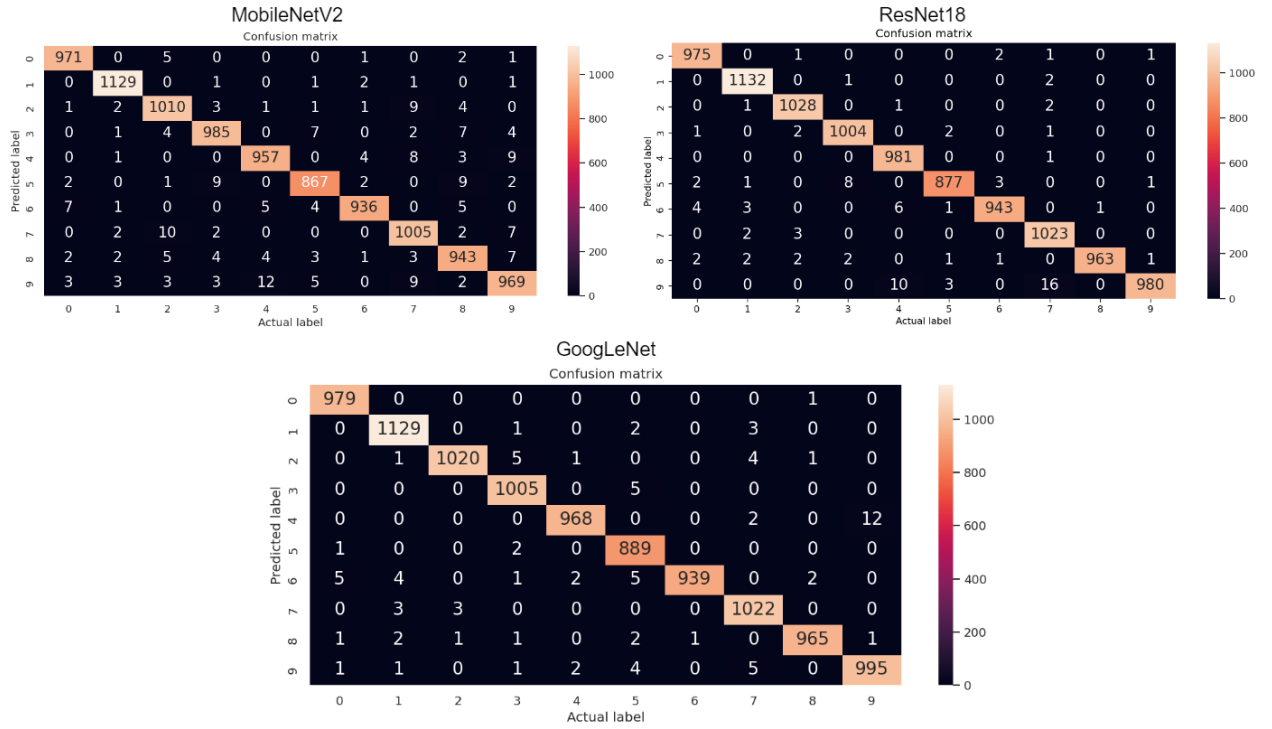 MobileNetV2
Confusion matrix
0 971 0 5 0 0 0 1 0 2 1
1 0 1129 0 1 0 1 2 1 0 1
2 1 2 1010 3 1 1 1 9 4 0
3 0 1 4 985 0 7 0 2 7 4
4 0 1 0 0 957 0 4 8 3 9
5 2 0 1 9 0 867 2 0 9 2
6 7 1 0 0 5 4 936 0 5 0
7 0 2 10 2 0 0 0 1005 2 7
8 2 2 5 4 4 3 1 3 943 7
9 3 3 3 3 12 5 0 9 2 969
0 1 2 3 4 5 6 7 8 9
Predicted label
Actual label
1000
800
600
400
200
0
ResNet18
Confusion matrix
0 975 0 1 0 0 0 2 1 0 1
1 0 1132 0 1 0 0 0 2 0 0
2 0 1 1028 0 1 0 0 2 0 0
3 1 0 2 1004 0 2 0 1 0 0
4 0 0 0 0 981 0 0 1 0 0
5 2 1 0 8 0 877 3 0 0 1
6 4 3 0 0 6 1 943 0 1 0
7 0 2 3 0 0 0 0 1023 0 0
8 2 2 2 2 0 1 1 0 963 1
9 0 0 0 0 10 3 0 16 0 980
0 1 2 3 4 5 6 7 8 9
Predicted label
Actual label
1000
800
600
400
200
0
GoogLeNet
Confusion matrix
0 979 0 0 0 0 0 0 0 1 0
1 0 1129 0 1 0 2 0 3 0 0
2 0 1 1020 5 1 0 0 4 1 0
3 0 0 0 1005 0 5 0 0 0 0
4 0 0 0 0 968 0 0 2 0 12
5 1 0 0 2 0 889 0 0 0 0
6 5 4 0 1 2 5 939 0 2 0
7 0 3 3 0 0 0 0 1022 0 0
8 1 2 1 1 0 2 1 0 965 1
9 1 1 0 1 2 4 0 5 0 995
0 1 2 3 4 5 6 7 8 9
Predicted label
Actual label
1000
800
600
400
200
0